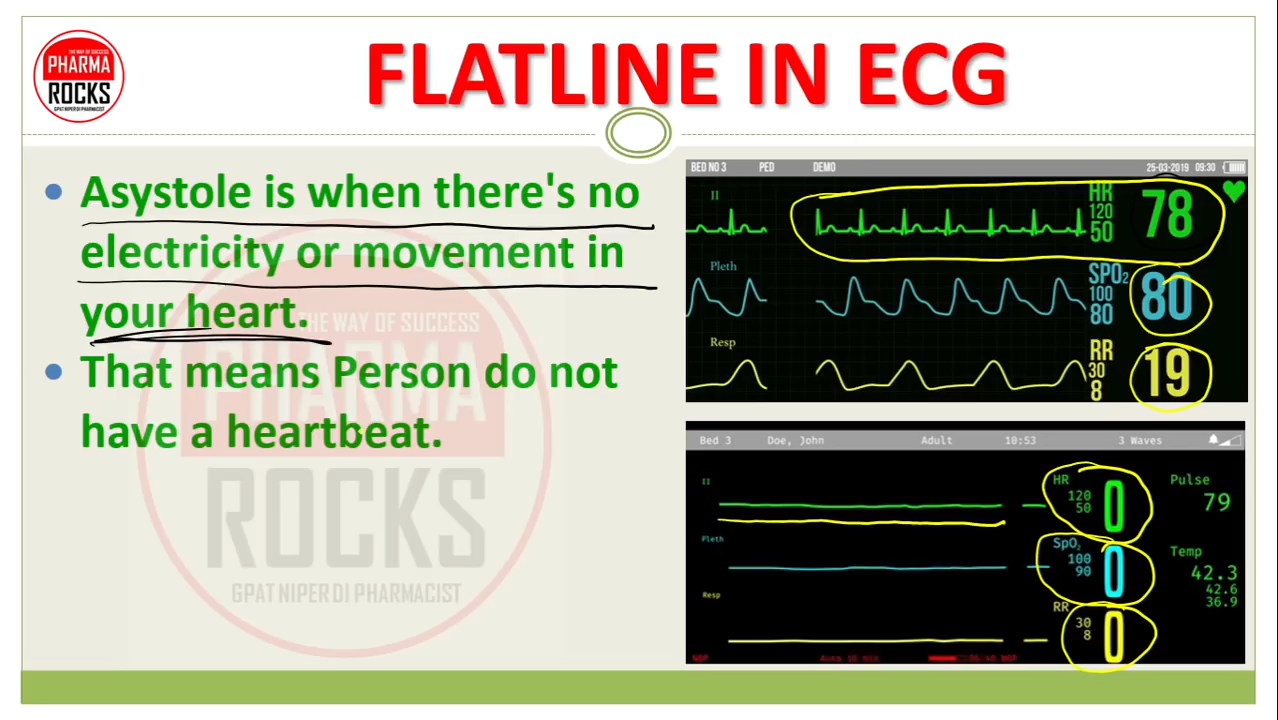 THE WAY OF SUCCESS
PHARMA
ROCKS
GPAT NIPER DI PHARMACIST
FLATLINE IN ECG
Asystole is when there's no
electricity or movement in
your heart.
That means Person do not
have a heartbeat.
THE WAY OF SUCCESS
PHARMA
ROCKS
GPAT NIPER DI PHARMACIST
BED NO 3 PED DEMO 25-03-2019 09:30
II HR 78
120
50
Pleth SPO2 80
100
80
Resp RR 19
30
8
Bed 3 Doe, John Adult 10:53 3 Waves
II HR 0 Pulse
120 79
50
Pleth SpO2 0 Temp
100 42.3
90 42.6
36.9
Resp RR 0
30
8
Auto 10 min